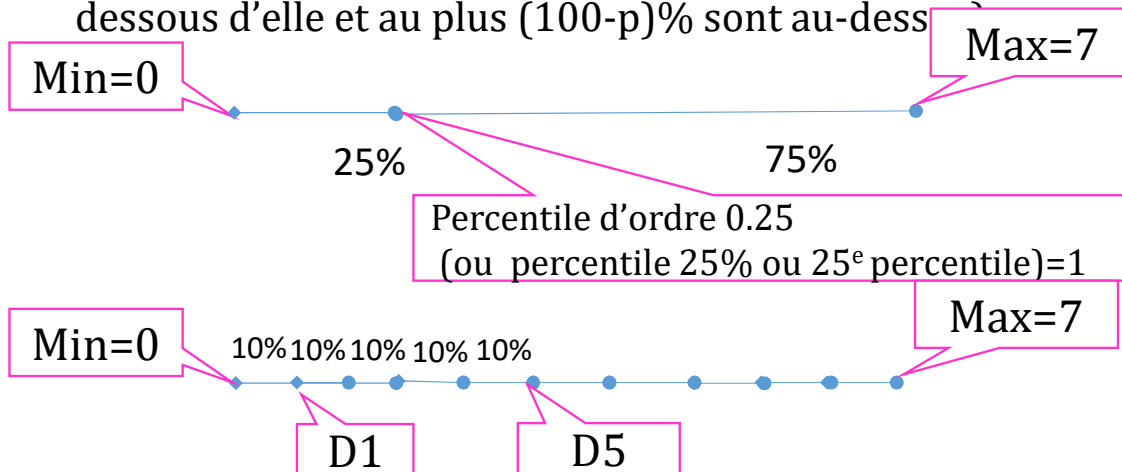 dessous d'elle et au plus (100-p)% sont au-dess
Min=0
Max=7
25%
75%
Percentile d'ordre 0.25
(ou percentile 25% ou 25e percentile)=1
Min=0
Max=7
10% 10% 10% 10% 10%
D1
D5